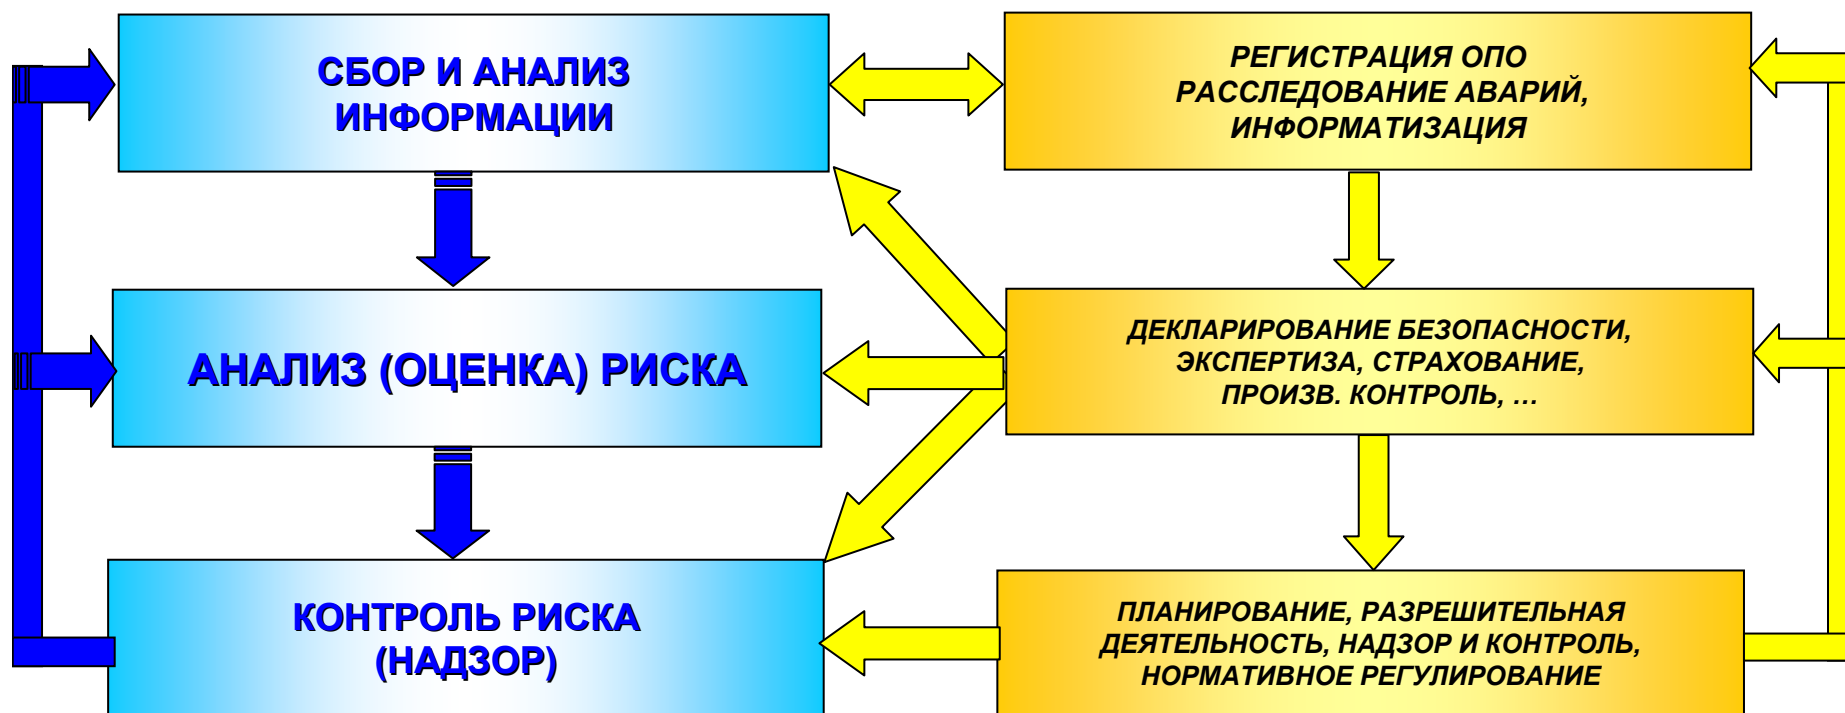 СБОР И АНАЛИЗ
ИНФОРМАЦИИ
РЕГИСТРАЦИЯ ОПО
РАССЛЕДОВАНИЕ АВАРИЙ,
ИНФОРМАТИЗАЦИЯ
АНАЛИЗ (ОЦЕНКА) РИСКА
ДЕКЛАРИРОВАНИЕ БЕЗОПАСНОСТИ,
ЭКСПЕРТИЗА, СТРАХОВАНИЕ,
ПРОИЗВ. КОНТРОЛЬ, …
КОНТРОЛЬ РИСКА
(НАДЗОР)
ПЛАНИРОВАНИЕ, РАЗРЕШИТЕЛЬНАЯ
ДЕЯТЕЛЬНОСТЬ, НАДЗОР И КОНТРОЛЬ,
НОРМАТИВНОЕ РЕГУЛИРОВАНИЕ